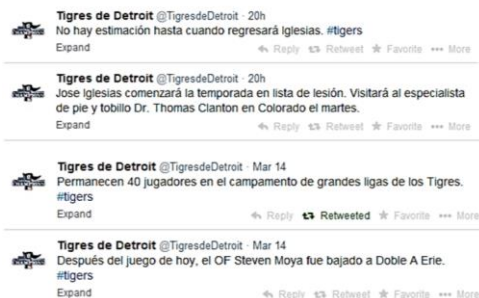 Tigres de Detroit @TigresdeDetroit · 20h
No hay estimación hasta cuando regresará Iglesias. #tigers
Expand
Reply Retweet Favorite More
Tigres de Detroit @TigresdeDetroit · 20h
Jose Iglesias comenzará la temporada en lista de lesión. Visitará al especialista
de pie y tobillo Dr. Thomas Clanton en Colorado el martes.
Expand
Reply Retweet Favorite More
Tigres de Detroit @TigresdeDetroit · Mar 14
Permanecen 40 jugadores en el campamento de grandes ligas de los Tigres.
#tigers
Expand
Reply Retweeted Favorite More
Tigres de Detroit @TigresdeDetroit · Mar 14
Después del juego de hoy, el OF Steven Moya fue bajado a Doble A Erie.
#tigers
Expand
Reply Retweet Favorite More